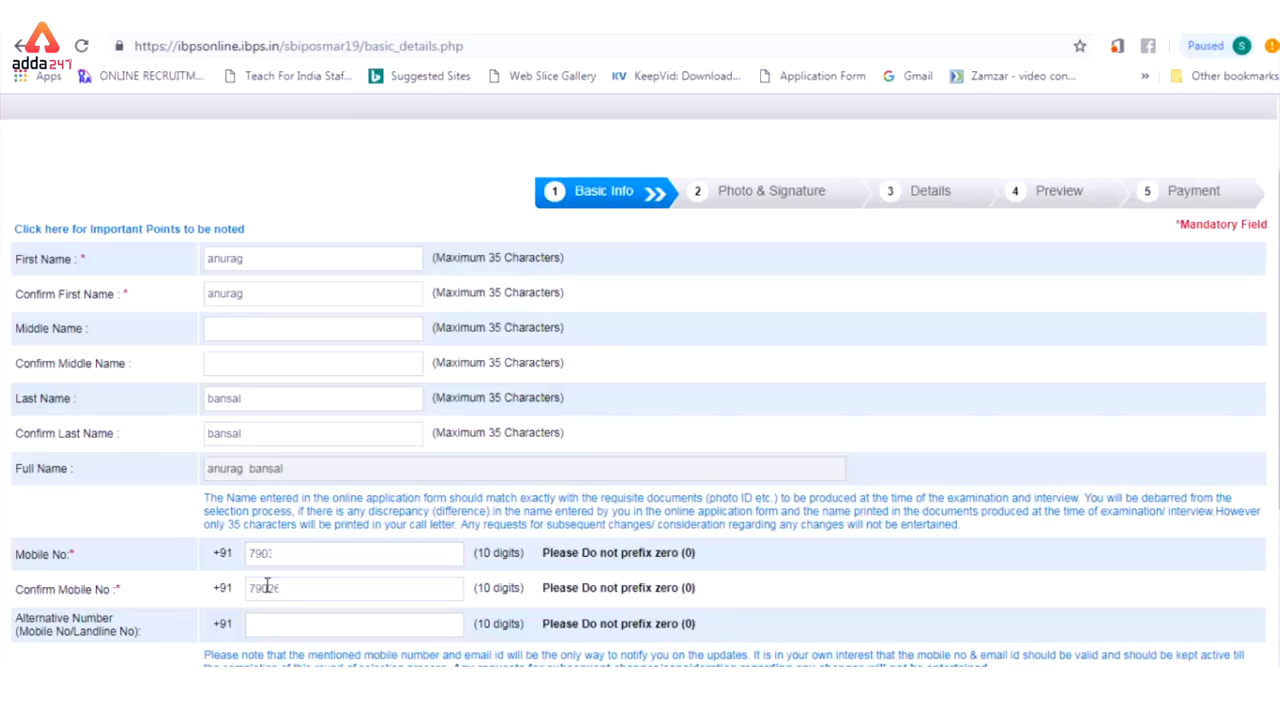 https://ibpsonline.ibps.in/sbiposmar19/basic_details.php
Paused S
adda247
Apps ONLINE RECRUITM... Teach For India Staf... Suggested Sites Web Slice Gallery KeepVid: Download... Application Form Gmail Zamzar - video con... » Other bookmarks
1 Basic Info 2 Photo & Signature 3 Details 4 Preview 5 Payment
Click here for Important Points to be noted *Mandatory Field
First Name : * anurag (Maximum 35 Characters)
Confirm First Name : * anurag (Maximum 35 Characters)
Middle Name : (Maximum 35 Characters)
Confirm Middle Name : (Maximum 35 Characters)
Last Name : bansal (Maximum 35 Characters)
Confirm Last Name : bansal (Maximum 35 Characters)
Full Name : anurag bansal
The Name entered in the online application form should match exactly with the requisite documents (photo ID etc.) to be produced at the time of the examination and interview. You will be debarred from the
selection process, if there is any discrepancy (difference) in the name entered by you in the online application form and the name printed in the documents produced at the time of examination/ interview.However
only 35 characters will be printed in your call letter. Any requests for subsequent changes/ consideration regarding any changes will not be entertained.
Mobile No:* +91 (10 digits) Please Do not prefix zero (0)
Confirm Mobile No :* +91 (10 digits) Please Do not prefix zero (0)
Alternative Number
(Mobile No/Landline No): +91 (10 digits) Please Do not prefix zero (0)
Please note that the mentioned mobile number and email id will be the only way to notify you on the updates. It is in your own interest that the mobile no & email id should be valid and should be kept active till